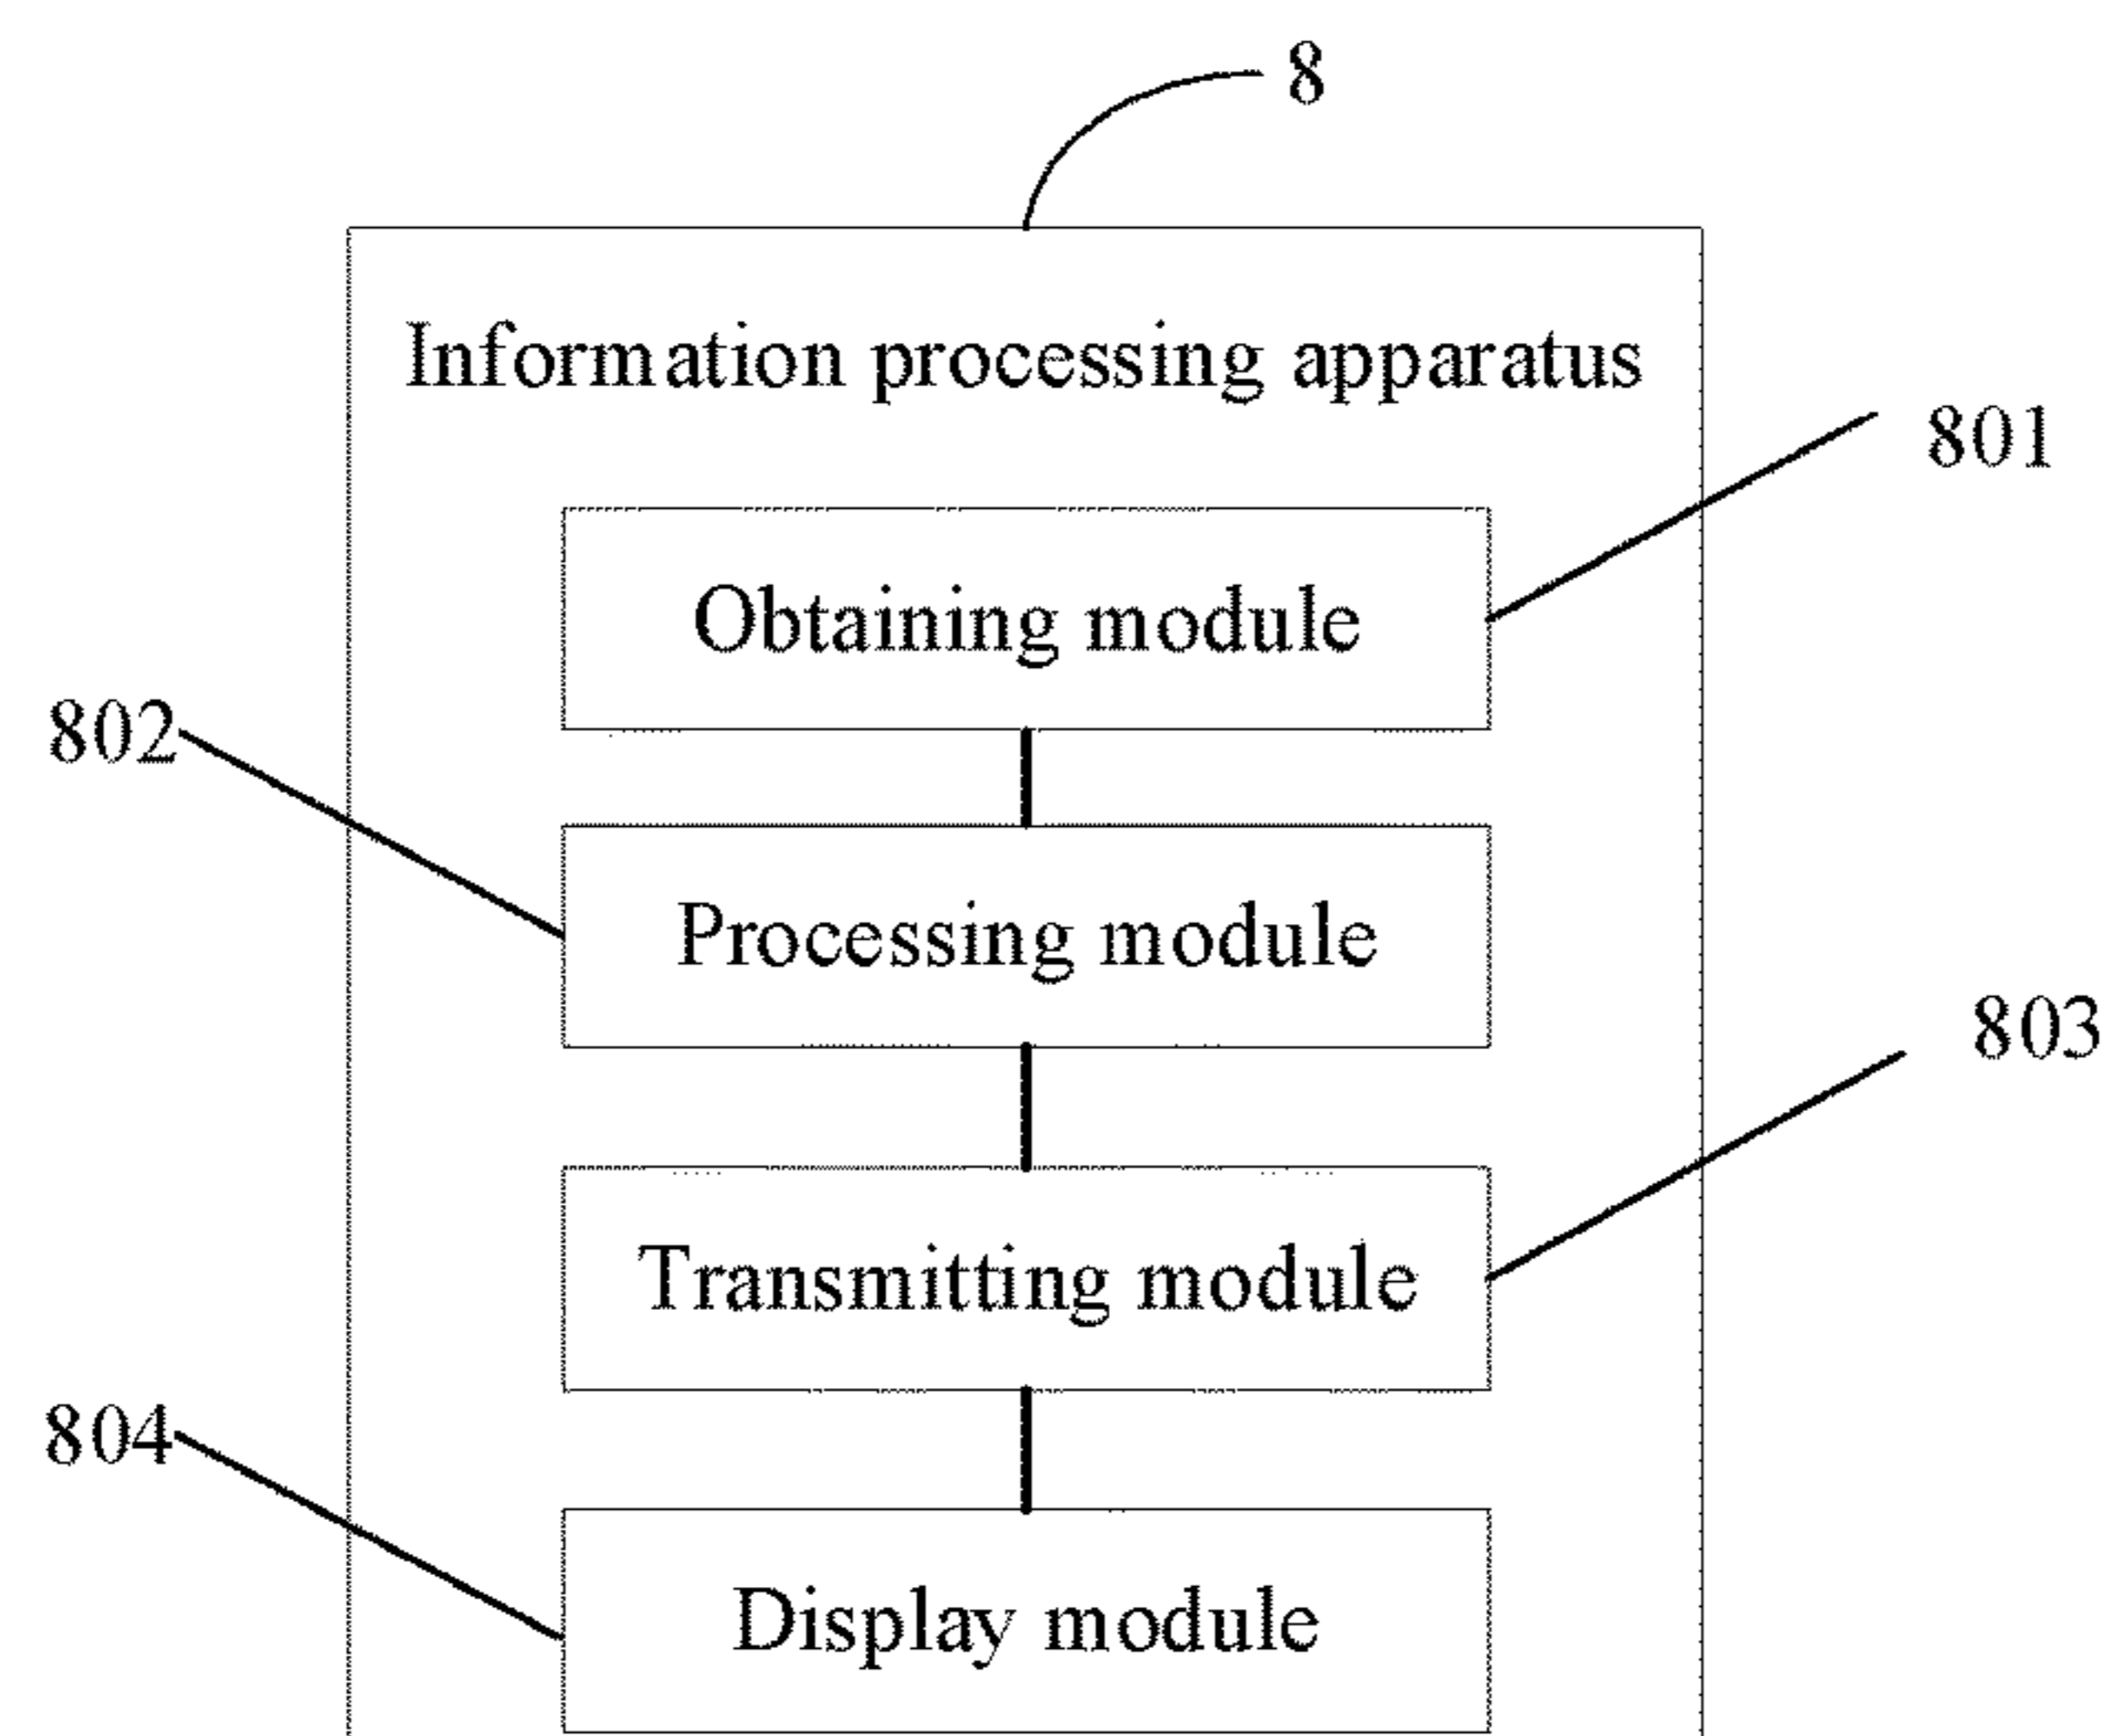 8
Information processing apparatus
801
Obtaining module
802
Processing module
803
Transmitting module
804
Display module